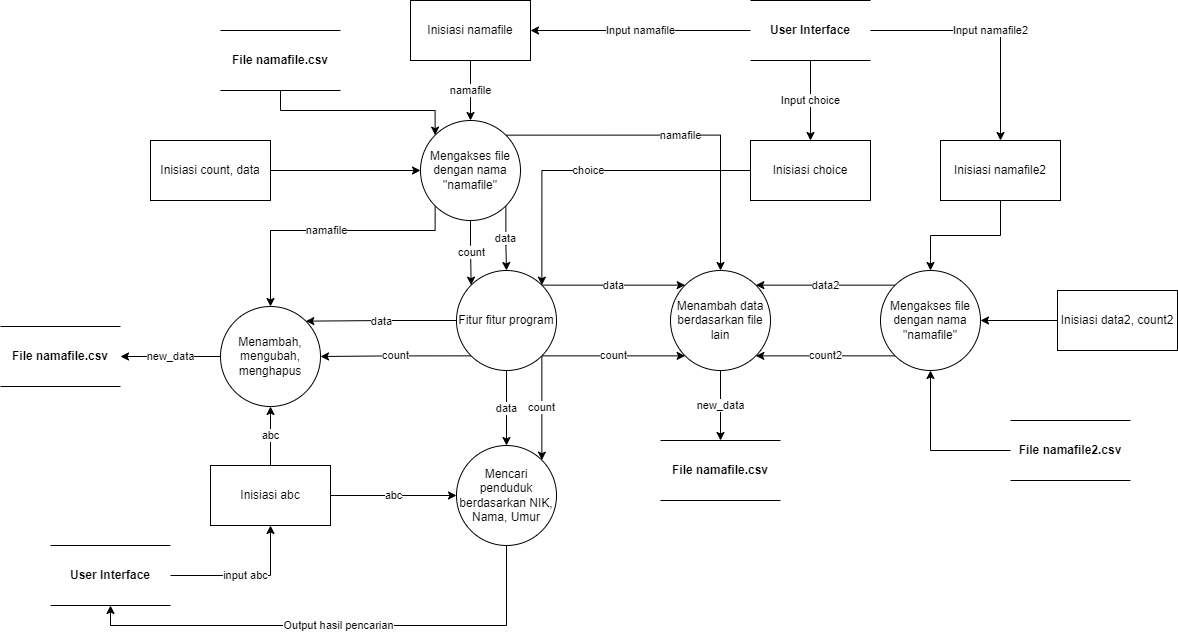 Inisiasi namafile
Input namafile
User Interface
Input namafile2
File namafile.csv
namafile
Input choice
Mengakses file
dengan nama
"namafile"
namafile
Inisiasi count, data
choice
Inisiasi choice
Inisiasi namafile2
namafile
count
data
Fitur fitur program
data
Menambah data
berdasarkan file
lain
data2
Mengakses file
dengan nama
"namafile"
Inisiasi data2, count2
data
Menambah,
mengubah,
menghapus
count
count
count2
File namafile.csv
new_data
data
count
new_data
abc
File namafile.csv
File namafile2.csv
Inisiasi abc
abc
Mencari
penduduk
berdasarkan NIK,
Nama, Umur
User Interface
input abc
Output hasil pencarian